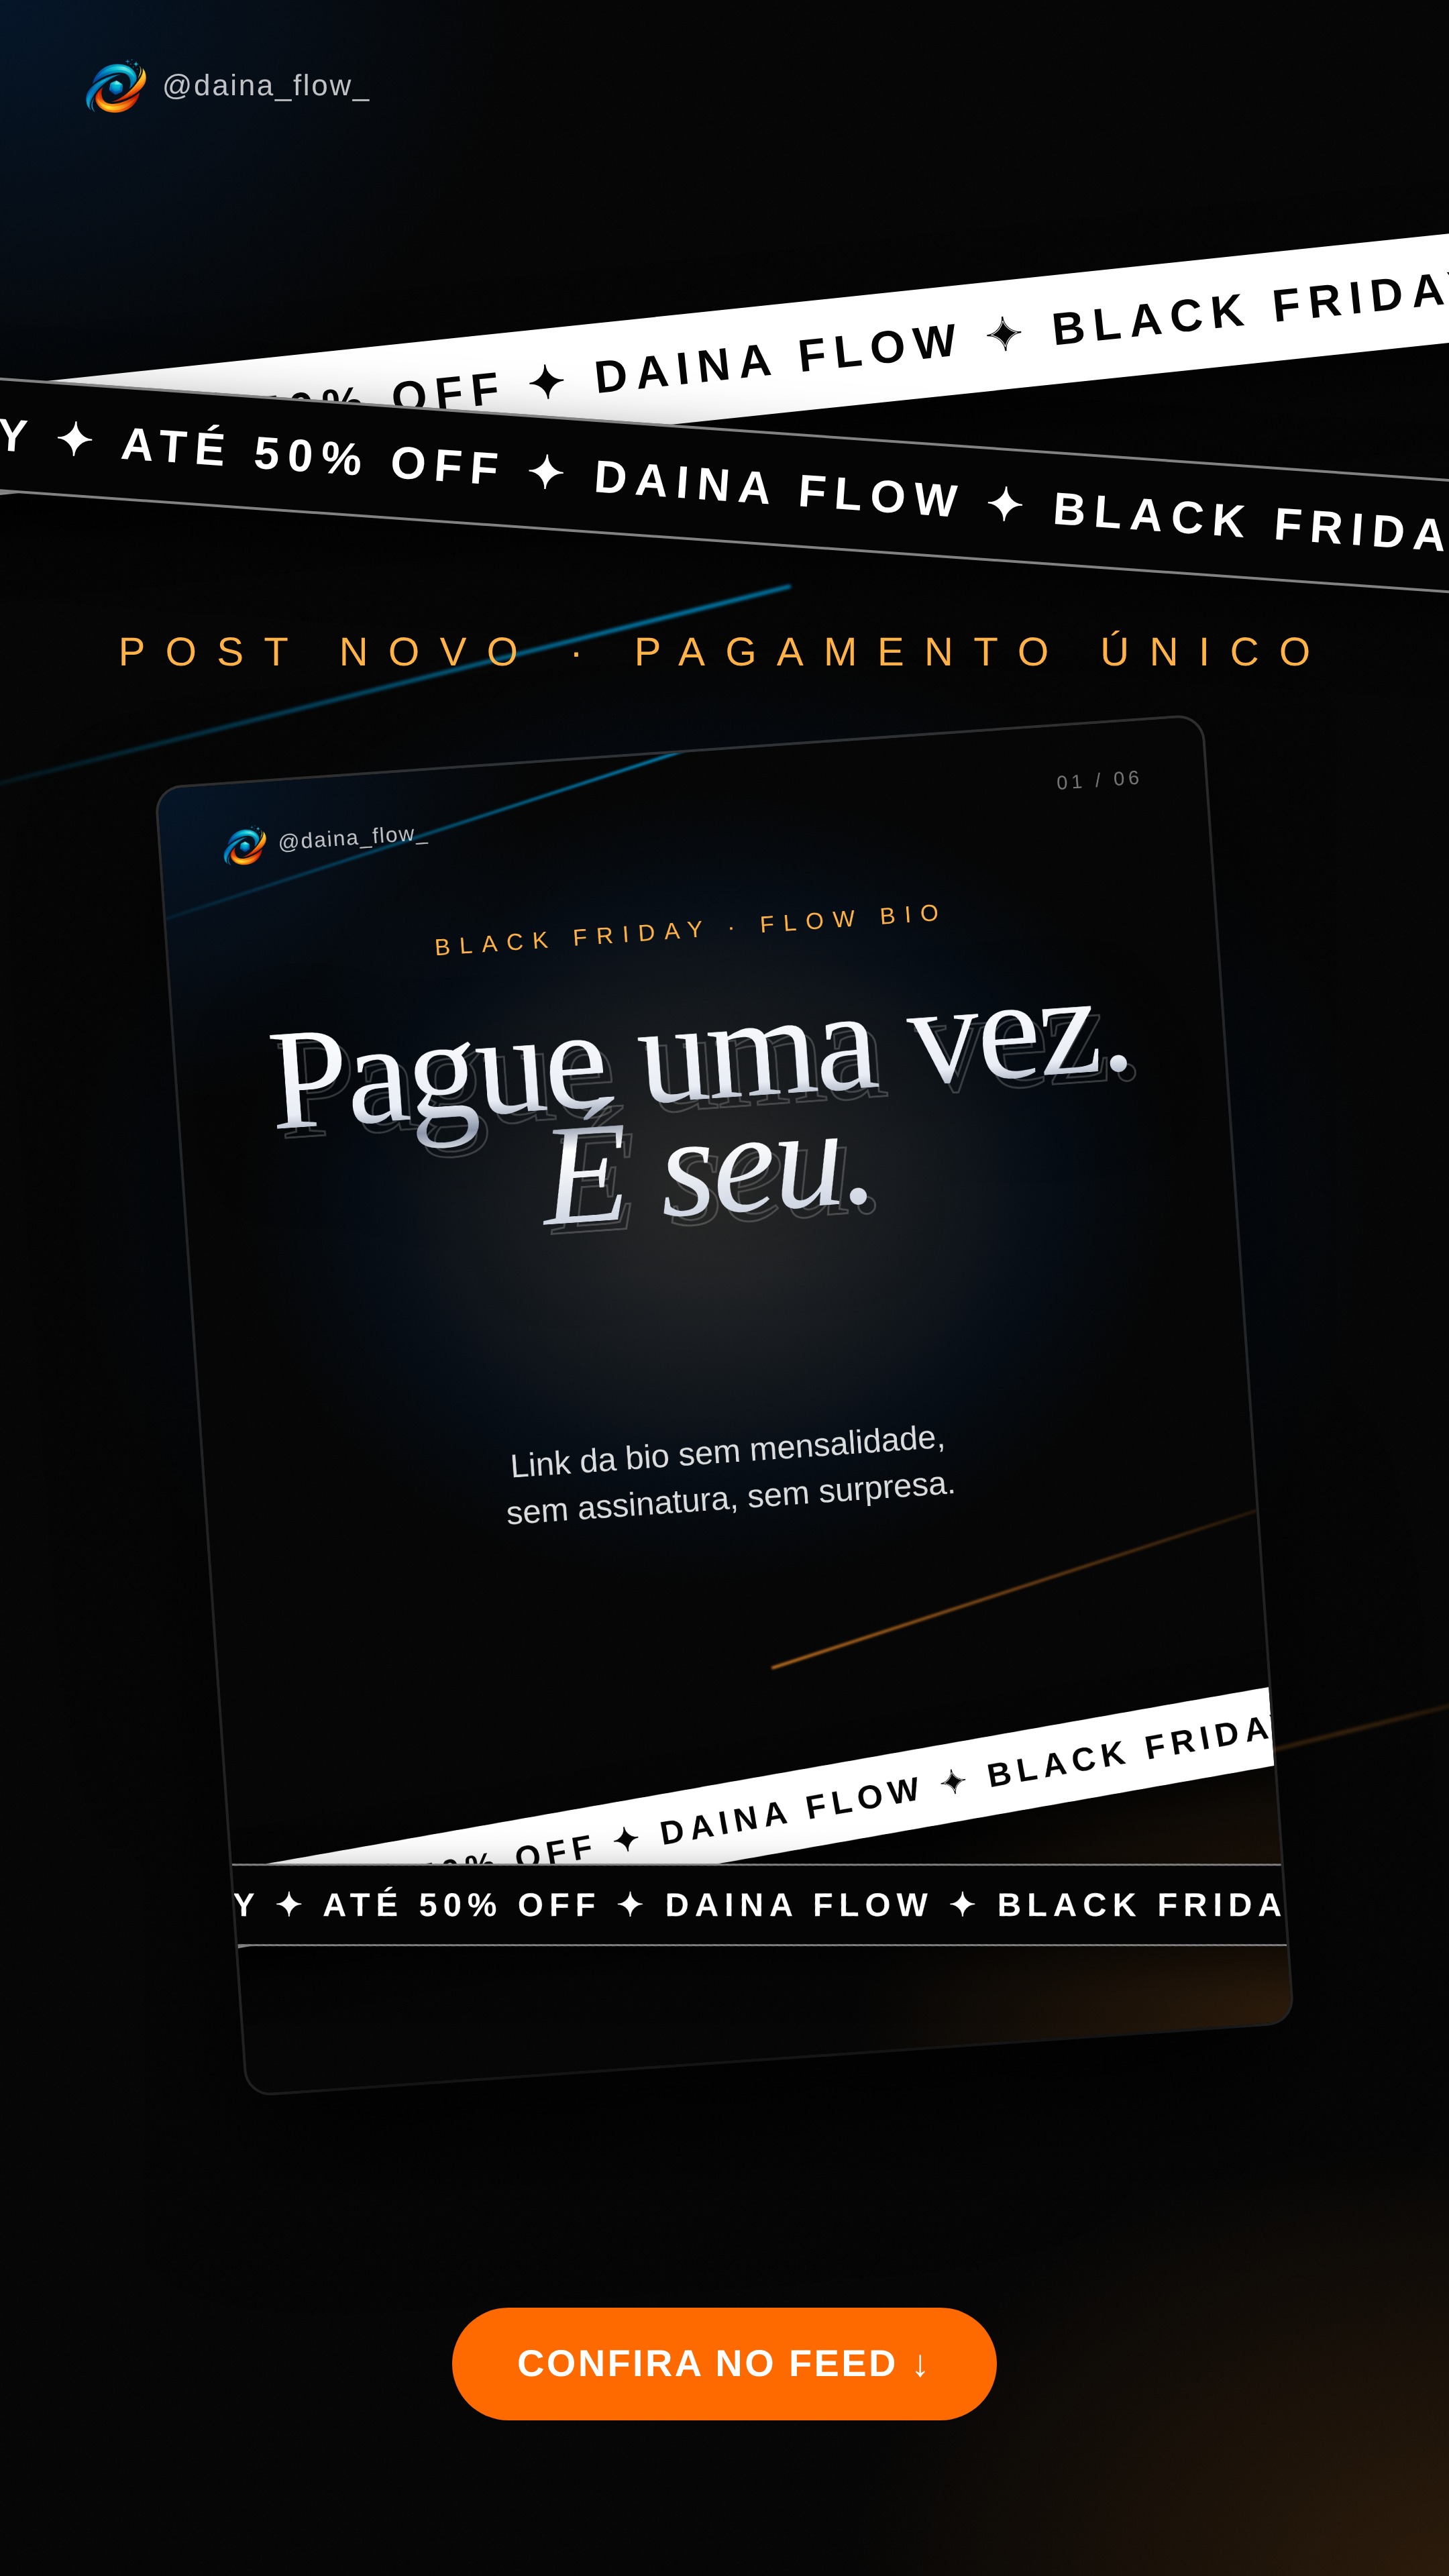 @daina_flow_
OFF ✦ DAINA FLOW ✦ BLACK FRIDAY
Y ✦ ATÉ 50% OFF ✦ DAINA FLOW ✦ BLACK FRIDA
POST NOVO · PAGAMENTO ÚNICO
01 / 06
@daina_flow_
BLACK FRIDAY · FLOW BIO
Pague uma vez.
É seu.
Link da bio sem mensalidade,
sem assinatura, sem surpresa.
OFF ✦ DAINA FLOW ✦ BLACK FRIDAY
Y ✦ ATÉ 50% OFF ✦ DAINA FLOW ✦ BLACK FRIDA
CONFIRA NO FEED ↓